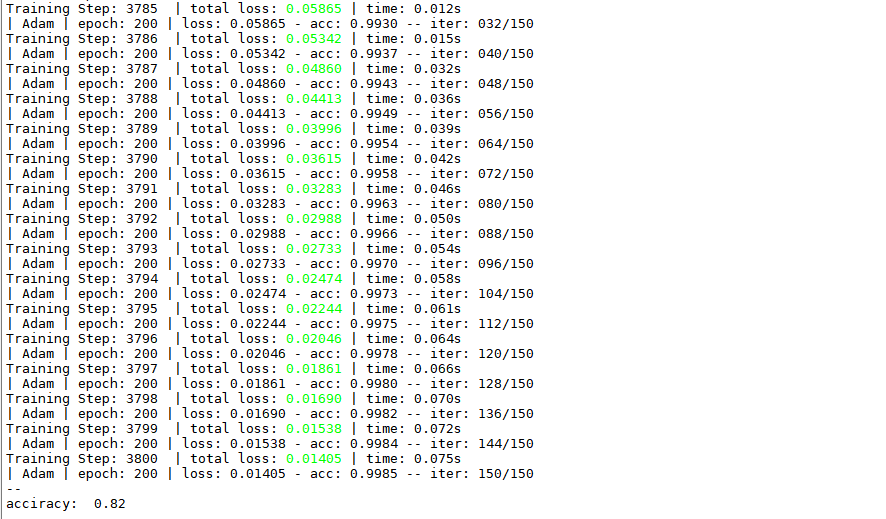 Training Step: 3785  | total loss: 0.05865 | time: 0.012s
| Adam | epoch: 200 | loss: 0.05865 - acc: 0.9930 -- iter: 032/150
Training Step: 3786  | total loss: 0.05342 | time: 0.015s
| Adam | epoch: 200 | loss: 0.05342 - acc: 0.9937 -- iter: 040/150
Training Step: 3787  | total loss: 0.04860 | time: 0.032s
| Adam | epoch: 200 | loss: 0.04860 - acc: 0.9943 -- iter: 048/150
Training Step: 3788  | total loss: 0.04413 | time: 0.036s
| Adam | epoch: 200 | loss: 0.04413 - acc: 0.9949 -- iter: 056/150
Training Step: 3789  | total loss: 0.03996 | time: 0.039s
| Adam | epoch: 200 | loss: 0.03996 - acc: 0.9954 -- iter: 064/150
Training Step: 3790  | total loss: 0.03615 | time: 0.042s
| Adam | epoch: 200 | loss: 0.03615 - acc: 0.9958 -- iter: 072/150
Training Step: 3791  | total loss: 0.03283 | time: 0.046s
| Adam | epoch: 200 | loss: 0.03283 - acc: 0.9963 -- iter: 080/150
Training Step: 3792  | total loss: 0.02988 | time: 0.050s
| Adam | epoch: 200 | loss: 0.02988 - acc: 0.9966 -- iter: 088/150
Training Step: 3793  | total loss: 0.02733 | time: 0.054s
| Adam | epoch: 200 | loss: 0.02733 - acc: 0.9970 -- iter: 096/150
Training Step: 3794  | total loss: 0.02474 | time: 0.058s
| Adam | epoch: 200 | loss: 0.02474 - acc: 0.9973 -- iter: 104/150
Training Step: 3795  | total loss: 0.02244 | time: 0.061s
| Adam | epoch: 200 | loss: 0.02244 - acc: 0.9975 -- iter: 112/150
Training Step: 3796  | total loss: 0.02046 | time: 0.064s
| Adam | epoch: 200 | loss: 0.02046 - acc: 0.9978 -- iter: 120/150
Training Step: 3797  | total loss: 0.01861 | time: 0.066s
| Adam | epoch: 200 | loss: 0.01861 - acc: 0.9980 -- iter: 128/150
Training Step: 3798  | total loss: 0.01690 | time: 0.070s
| Adam | epoch: 200 | loss: 0.01690 - acc: 0.9982 -- iter: 136/150
Training Step: 3799  | total loss: 0.01538 | time: 0.072s
| Adam | epoch: 200 | loss: 0.01538 - acc: 0.9984 -- iter: 144/150
Training Step: 3800  | total loss: 0.01405 | time: 0.075s
| Adam | epoch: 200 | loss: 0.01405 - acc: 0.9985 -- iter: 150/150
--
acciracy:  0.82